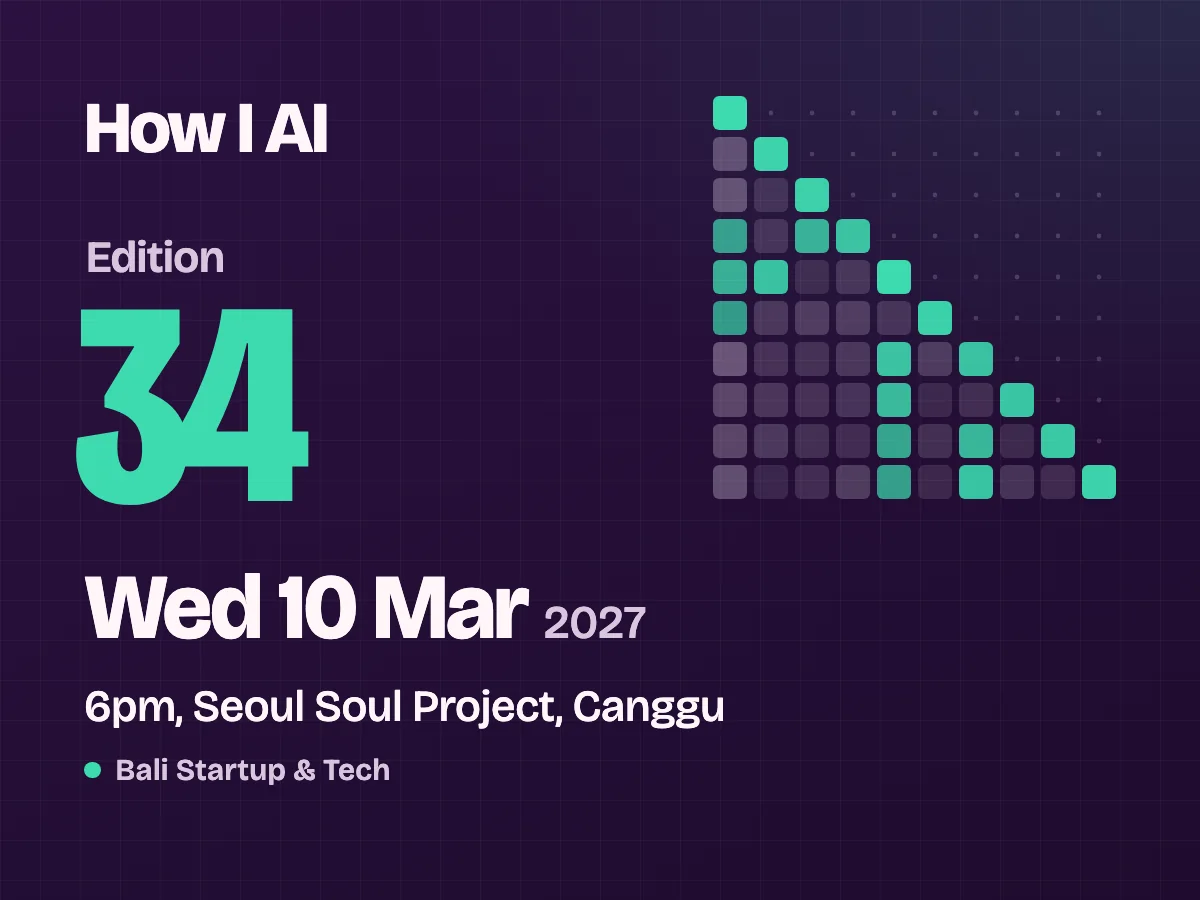 How I AI
Edition
34
Wed 10 Mar 2027
6pm, Seoul Soul Project, Canggu
Bali Startup & Tech